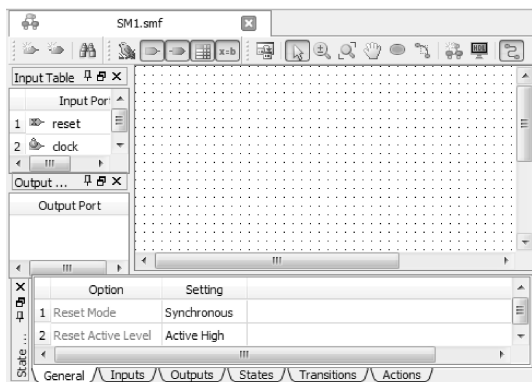 SM1.smf
x=b
Input Table
Input Por
1 reset
2 clock
Output ...
Output Port
Option Setting
1 Reset Mode Synchronous
2 Reset Active Level Active High
State ...
General Inputs Outputs States Transitions Actions